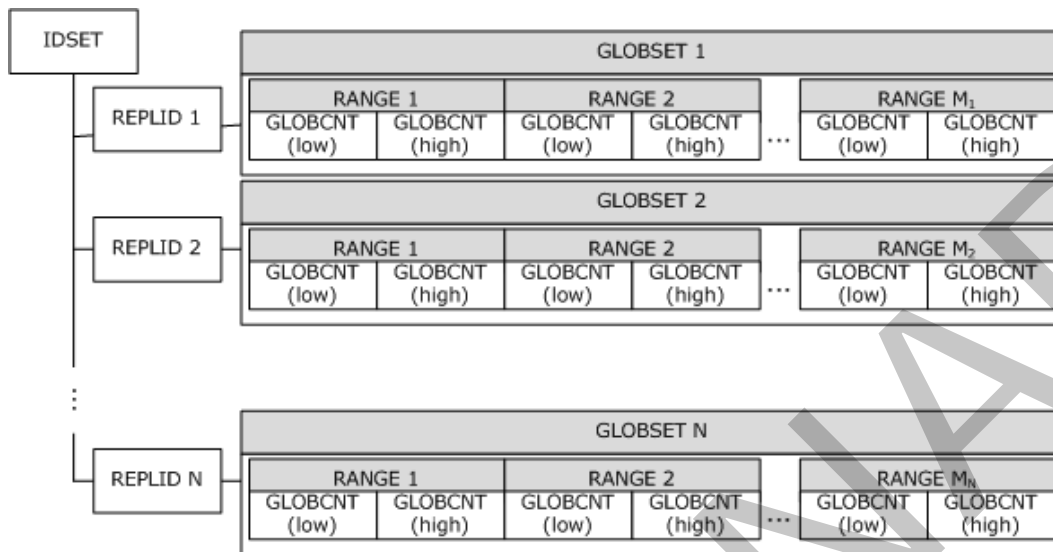 IDSET
GLOBSET 1
REPLID 1
RANGE 1 RANGE 2 RANGE M₁
GLOBCNT (low) GLOBCNT (high) GLOBCNT (low) GLOBCNT (high) ... GLOBCNT (low) GLOBCNT (high)
GLOBSET 2
REPLID 2
RANGE 1 RANGE 2 RANGE M₂
GLOBCNT (low) GLOBCNT (high) GLOBCNT (low) GLOBCNT (high) ... GLOBCNT (low) GLOBCNT (high)
...
GLOBSET N
REPLID N
RANGE 1 RANGE 2 RANGE Mɴ
GLOBCNT (low) GLOBCNT (high) GLOBCNT (low) GLOBCNT (high) ... GLOBCNT (low) GLOBCNT (high)